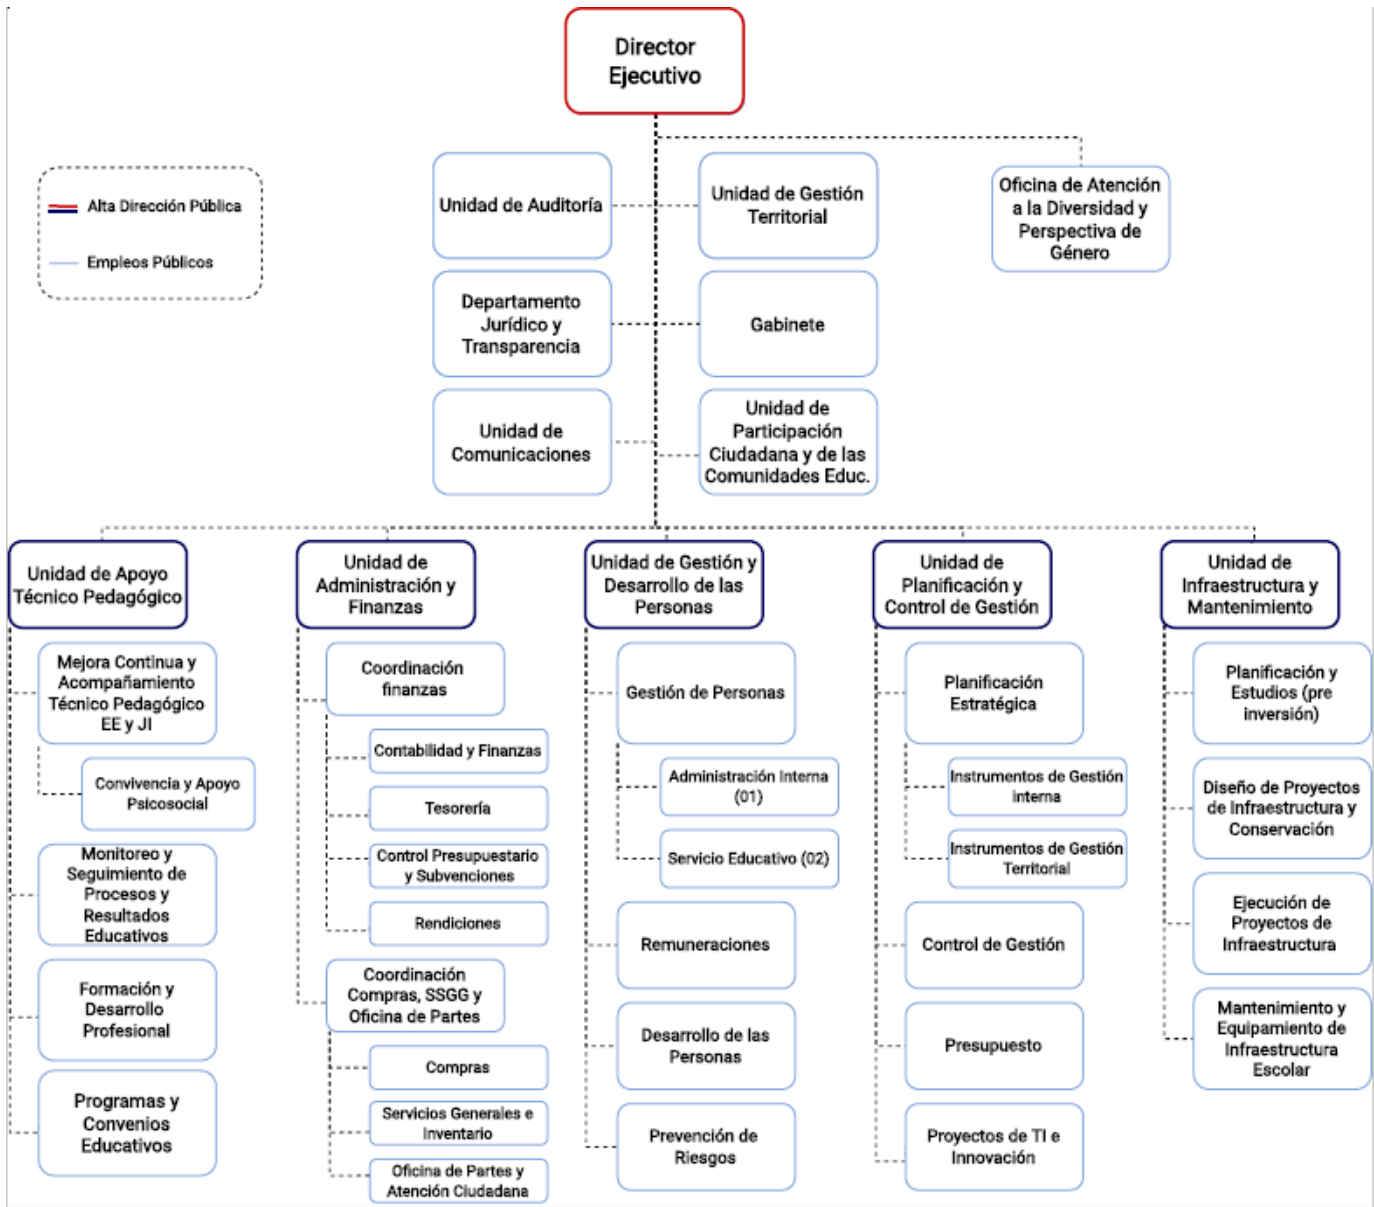 Director
Ejecutivo
Alta Dirección Pública
Empleos Públicos
Unidad de Auditoría
Unidad de Gestión
Territorial
Oficina de Atención
a la Diversidad y
Perspectiva de
Género
Departamento
Jurídico y
Transparencia
Gabinete
Unidad de
Comunicaciones
Unidad de
Participación
Ciudadana y de las
Comunidades Educ.
Unidad de Apoyo
Técnico Pedagógico
Mejora Continua y
Acompañamiento
Técnico Pedagógico
EE y JI
Convivencia y Apoyo
Psicosocial
Monitoreo y
Seguimiento de
Procesos y
Resultados
Educativos
Formación y
Desarrollo
Profesional
Programas y
Convenios
Educativos
Unidad de
Administración y
Finanzas
Coordinación
finanzas
Contabilidad y Finanzas
Tesorería
Control Presupuestario
y Subvenciones
Rendiciones
Coordinación
Compras, SSGG y
Oficina de Partes
Compras
Servicios Generales e
Inventario
Oficina de Partes y
Atención Ciudadana
Unidad de Gestión y
Desarrollo de las
Personas
Gestión de Personas
Administración Interna
(01)
Servicio Educativo (02)
Remuneraciones
Desarrollo de las
Personas
Prevención de
Riesgos
Unidad de
Planificación y
Control de Gestión
Planificación
Estratégica
Instrumentos de Gestión
interna
Instrumentos de Gestión
Territorial
Control de Gestión
Presupuesto
Proyectos de TI e
Innovación
Unidad de
Infraestructura y
Mantenimiento
Planificación y
Estudios (pre
inversión)
Diseño de Proyectos
de Infraestructura y
Conservación
Ejecución de
Proyectos de
Infraestructura
Mantenimiento y
Equipamiento de
Infraestructura
Escolar